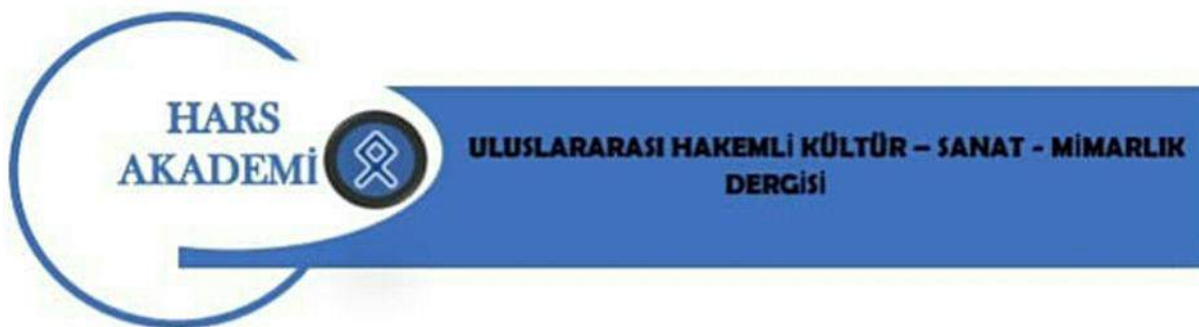 HARS
AKADEMİ
ULUSLARARASI HAKEMLİ KÜLTÜR – SANAT - MİMARLIK
DERGİSİ